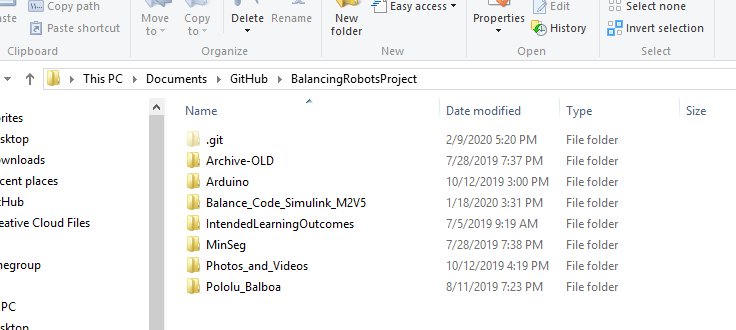 Copy path
Paste shortcut
Clipboard
Move to
Copy to
Delete
Rename
Organize
New folder
Easy access
New
Properties
Edit
History
Open
Select none
Invert selection
Select
This PC > Documents > GitHub > BalancingRobotsProject
Name Date modified Type Size
.git 2/9/2020 5:20 PM File folder
Archive-OLD 7/28/2019 7:37 PM File folder
Arduino 10/12/2019 3:00 PM File folder
Balance_Code_Simulink_M2V5 1/18/2020 3:31 PM File folder
IntendedLearningOutcomes 7/5/2019 9:19 AM File folder
MinSeg 7/28/2019 7:38 PM File folder
Photos_and_Videos 10/12/2019 4:19 PM File folder
Pololu_Balboa 8/11/2019 7:23 PM File folder
orites
sktop
wnloads
cent places
Hub
eative Cloud Files
negroup
PC
esktop